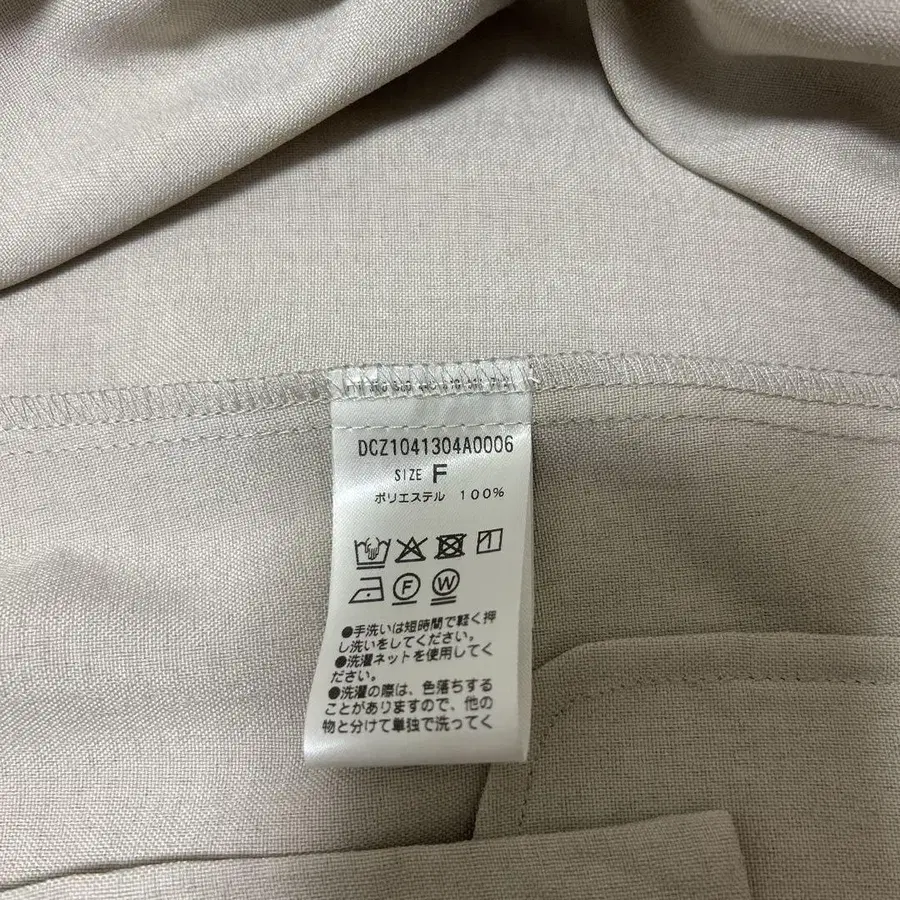 DCZ1041304A0006
SIZE F
ポリエステル 100%
F W
●手洗いは短時間で軽く押
し洗いをしてください。
●洗濯ネットを使用してく
ださい。
●洗濯の際は、色落ちする
ことがありますので、他の
物と分けて単独で洗ってく